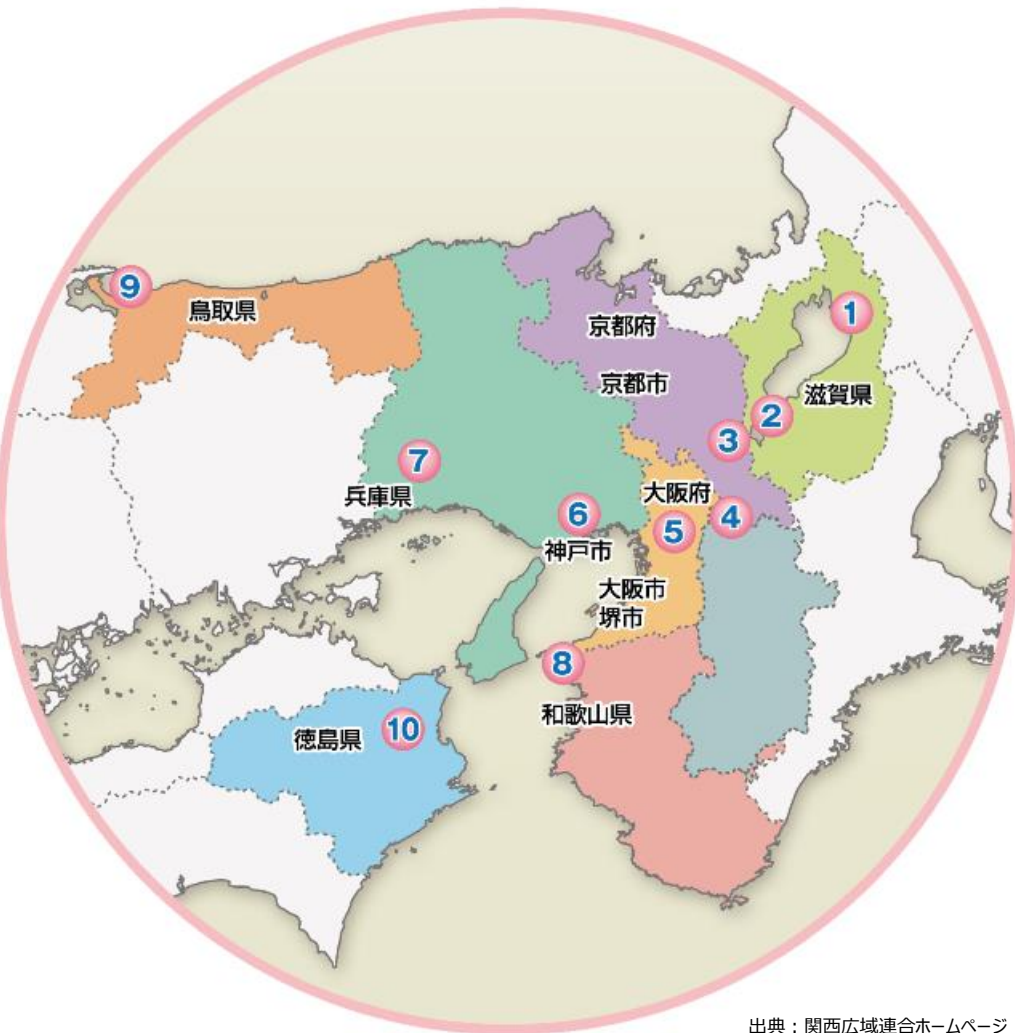 9
鳥取県
京都府
1
京都市
滋賀県
2
3
7
兵庫県
大阪府
6
5
4
神戸市
大阪市
堺市
8
和歌山県
徳島県
10
出典：関西広域連合ホームページ